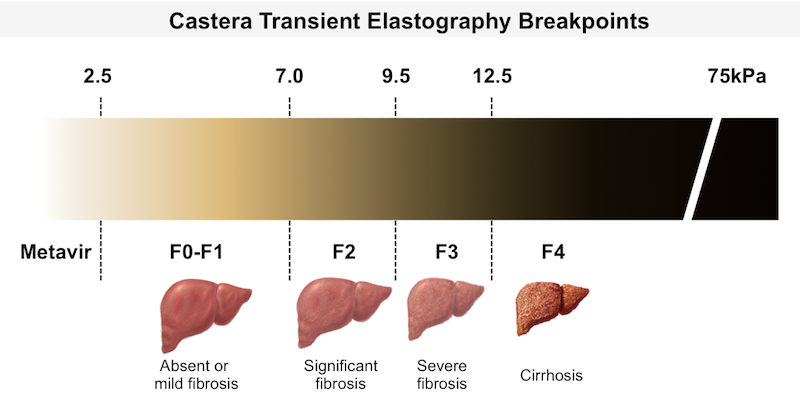 Castera Transient Elastography Breakpoints
2.5 7.0 9.5 12.5 75kPa
Metavir F0-F1 F2 F3 F4
Absent or
mild fibrosis
Significant
fibrosis
Severe
fibrosis
Cirrhosis